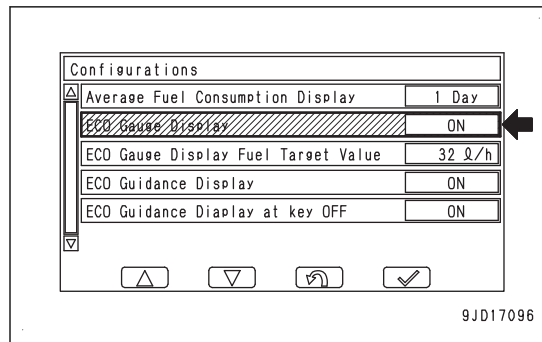 Configurations
Average Fuel Consumption Display 1 Day
ECO Gauge Display ON
ECO Gauge Display Fuel Target Value 32 ℓ/h
ECO Guidance Display ON
ECO Guidance Diaplay at key OFF ON
9JD17096